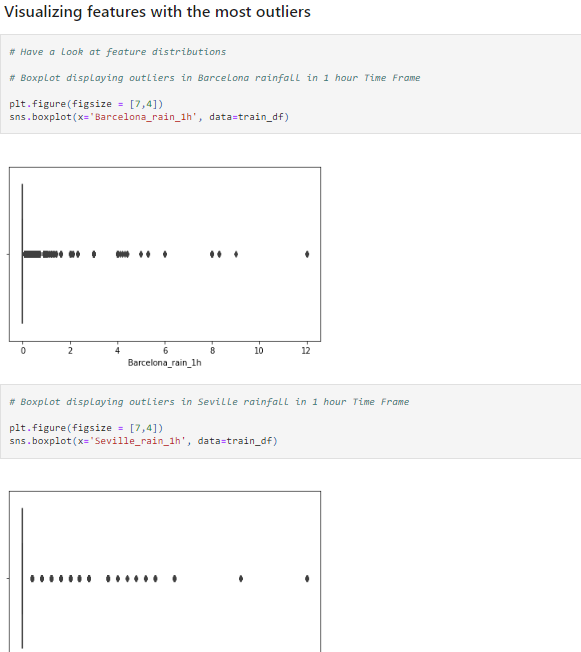 Visualizing features with the most outliers
# Have a look at feature distributions
# Boxplot displaying outliers in Barcelona rainfall in 1 hour Time Frame
plt.figure(figsize = [7,4])
sns.boxplot(x='Barcelona_rain_1h', data=train_df)
0 2 4 6 8 10 12
Barcelona_rain_1h
# Boxplot displaying outliers in Seville rainfall in 1 hour Time Frame
plt.figure(figsize = [7,4])
sns.boxplot(x='Seville_rain_1h', data=train_df)